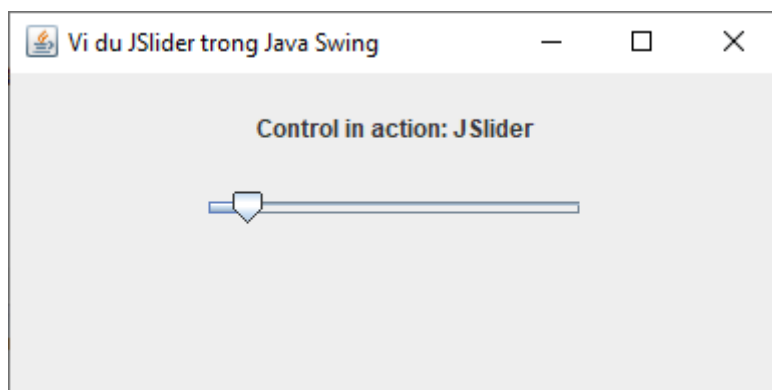 Vi du JSlider trong Java Swing
Control in action: JSlider